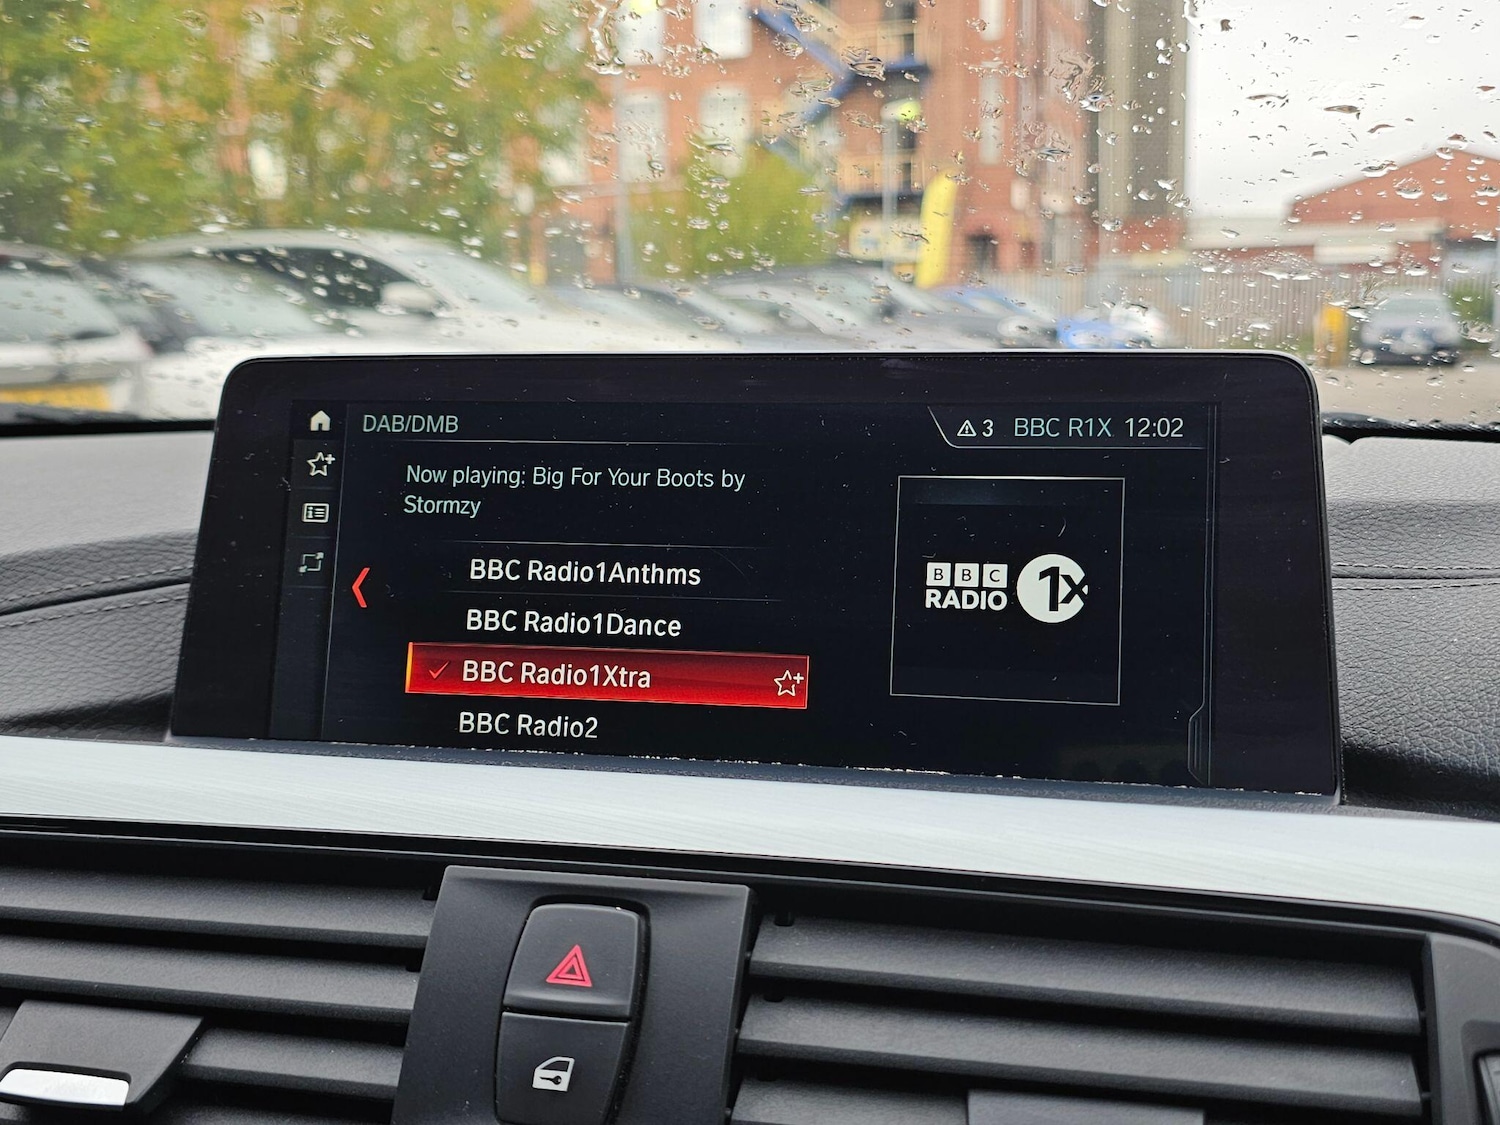 DAB/DMB
3 BBC R1X 12:02
Now playing: Big For Your Boots by
Stormzy
BBC Radio1Anthms
BBC Radio1Dance
BBC Radio1Xtra
BBC Radio2
BBC
RADIO
1X